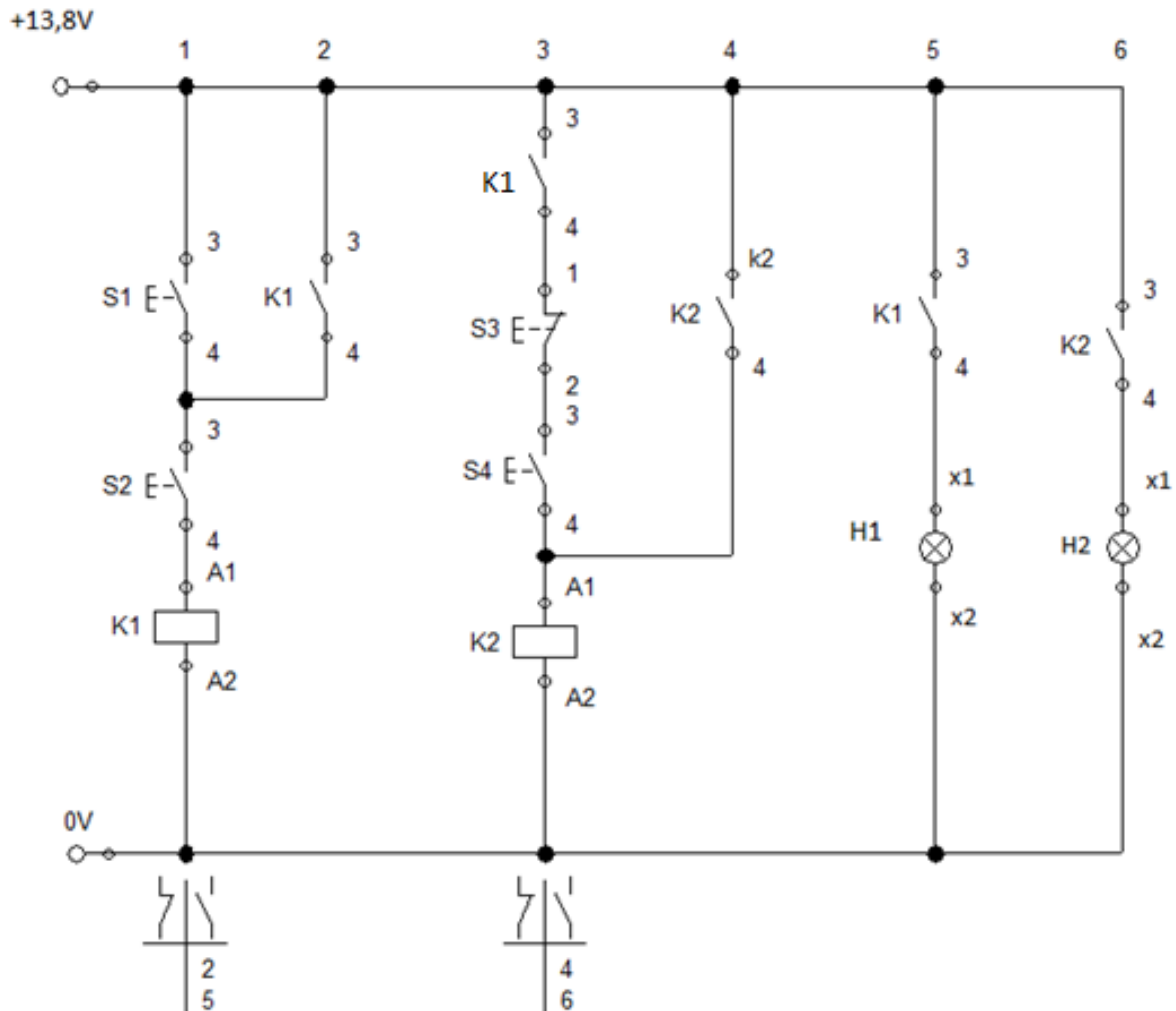 +13,8V
1 2 3 4 5 6
3
K1
4
3 3 1 k2 3 3
S1 K1 S3 K2 K1 K2
4 4 2 4 4 4
3 3
S2 S4 x1 x1
4 4 H1 H2
A1 A1
K1 K2 x2 x2
A2 A2
0V
2 4
5 6